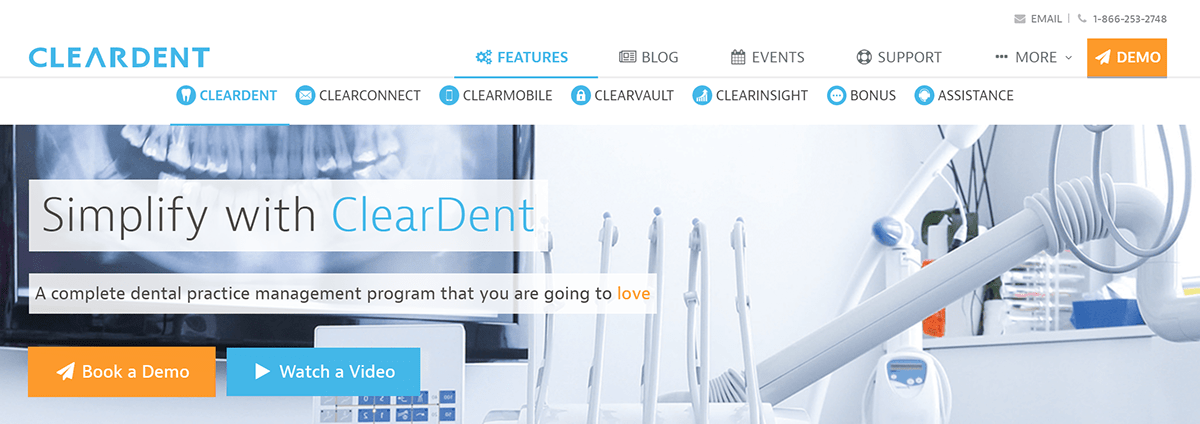 EMAIL | 1-866-253-2748
CLEARDENT FEATURES BLOG EVENTS SUPPORT MORE DEMO
CLEARDENT CLEARCONNECT CLEARMOBILE CLEARVAULT CLEARINSIGHT BONUS ASSISTANCE
Simplify with ClearDent
A complete dental practice management program that you are going to love
Book a Demo Watch a Video